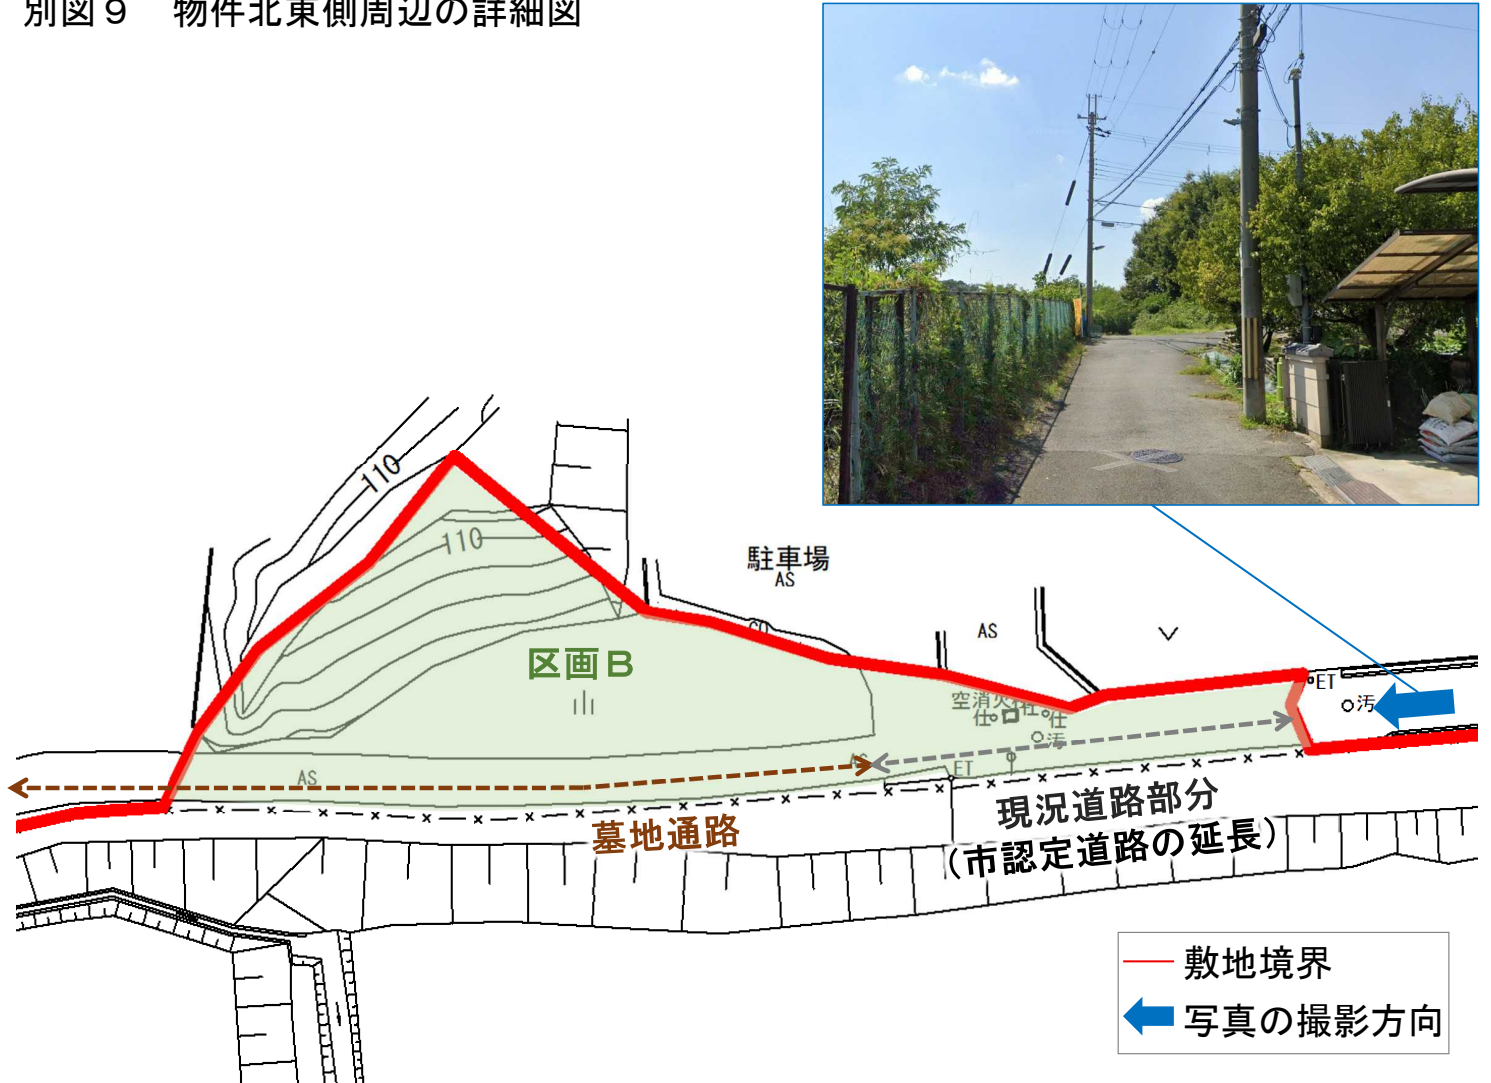 別図９　物件北東側周辺の詳細図
110
110
駐車場
AS
AS
CO
区画Ｂ
空消火栓
仕
仕
仕
汚
ET
汚
AS
AS
ET
墓地通路
現況道路部分
（市認定道路の延長）
敷地境界
写真の撮影方向